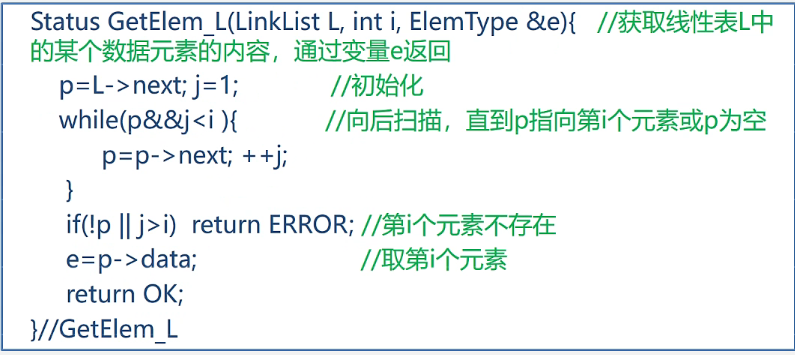 Status GetElem_L(LinkList L, int i, ElemType &e){ //获取线性表L中
的某个数据元素的内容，通过变量e返回
p=L->next; j=1; //初始化
while(p&&j<i ){ //向后扫描，直到p指向第i个元素或p为空
p=p->next; ++j;
}
if(!p || j>i) return ERROR; //第i个元素不存在
e=p->data; //取第i个元素
return OK;
}//GetElem_L